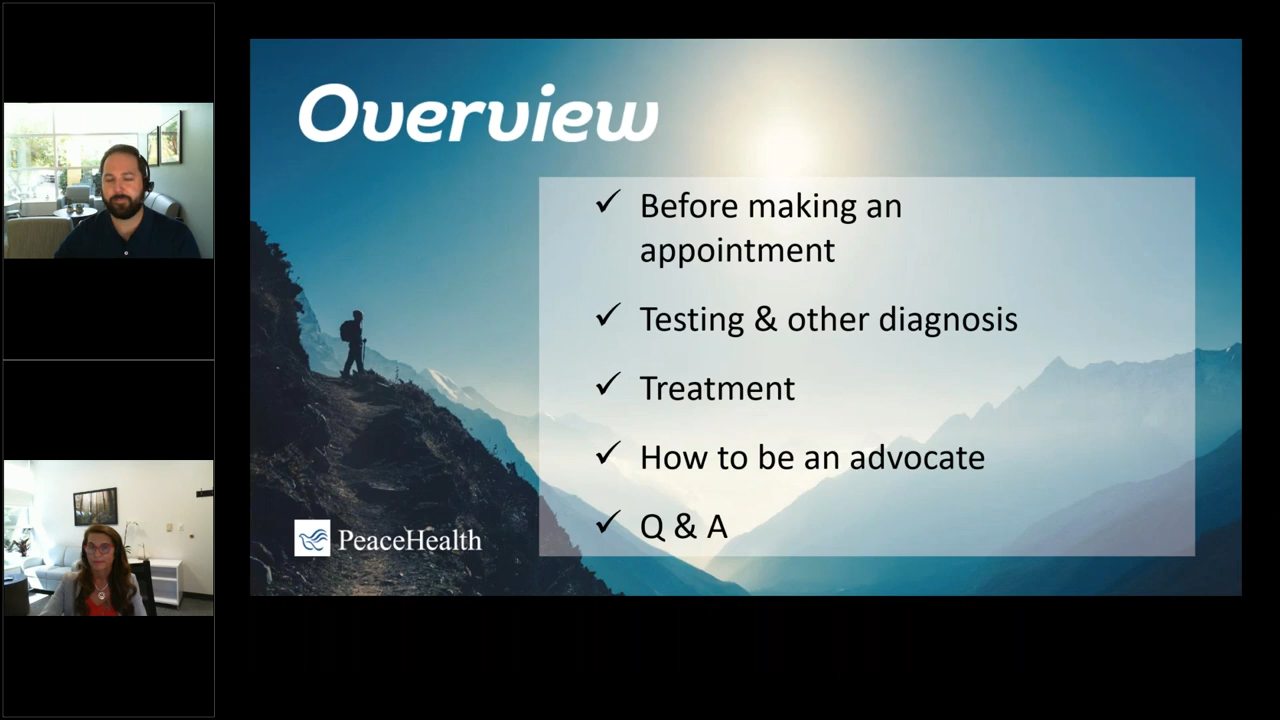 Overview
✓ Before making an
appointment
✓ Testing & other diagnosis
✓ Treatment
✓ How to be an advocate
✓ Q & A
PeaceHealth